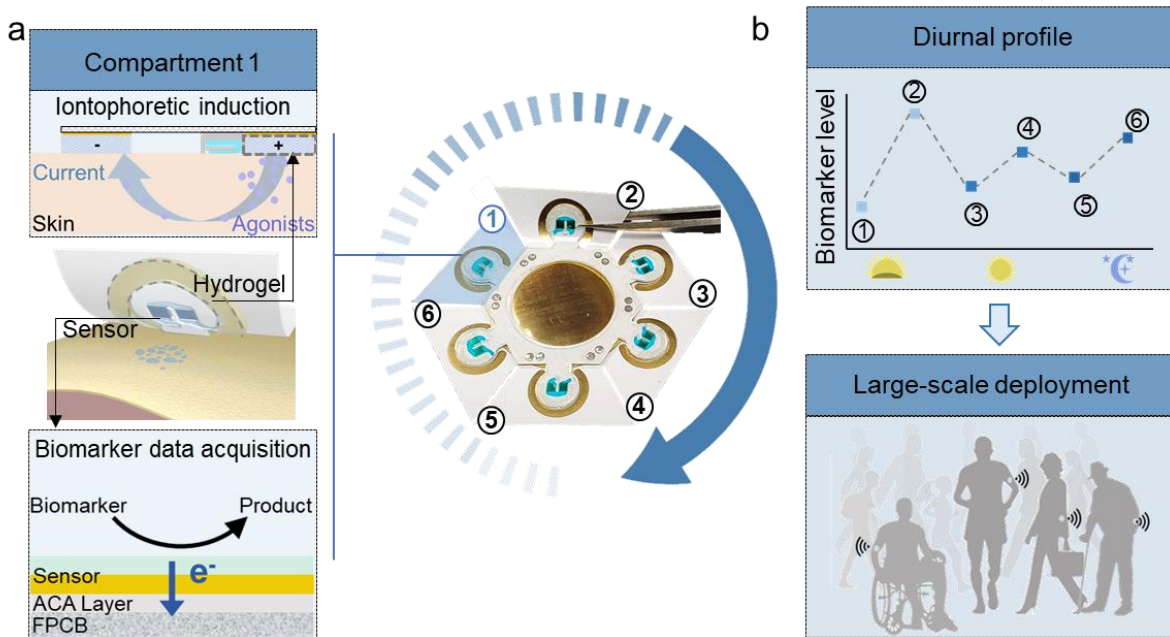 a
Compartment 1
Iontophoretic induction
-
+
Current
Skin
Agonists
Hydrogel
Sensor
Biomarker data acquisition
Biomarker
Product
Sensor
e-
ACA Layer
FPCB
①
②
③
④
⑤
⑥
b
Diurnal profile
Biomarker level
①
②
③
④
⑤
⑥
Large-scale deployment